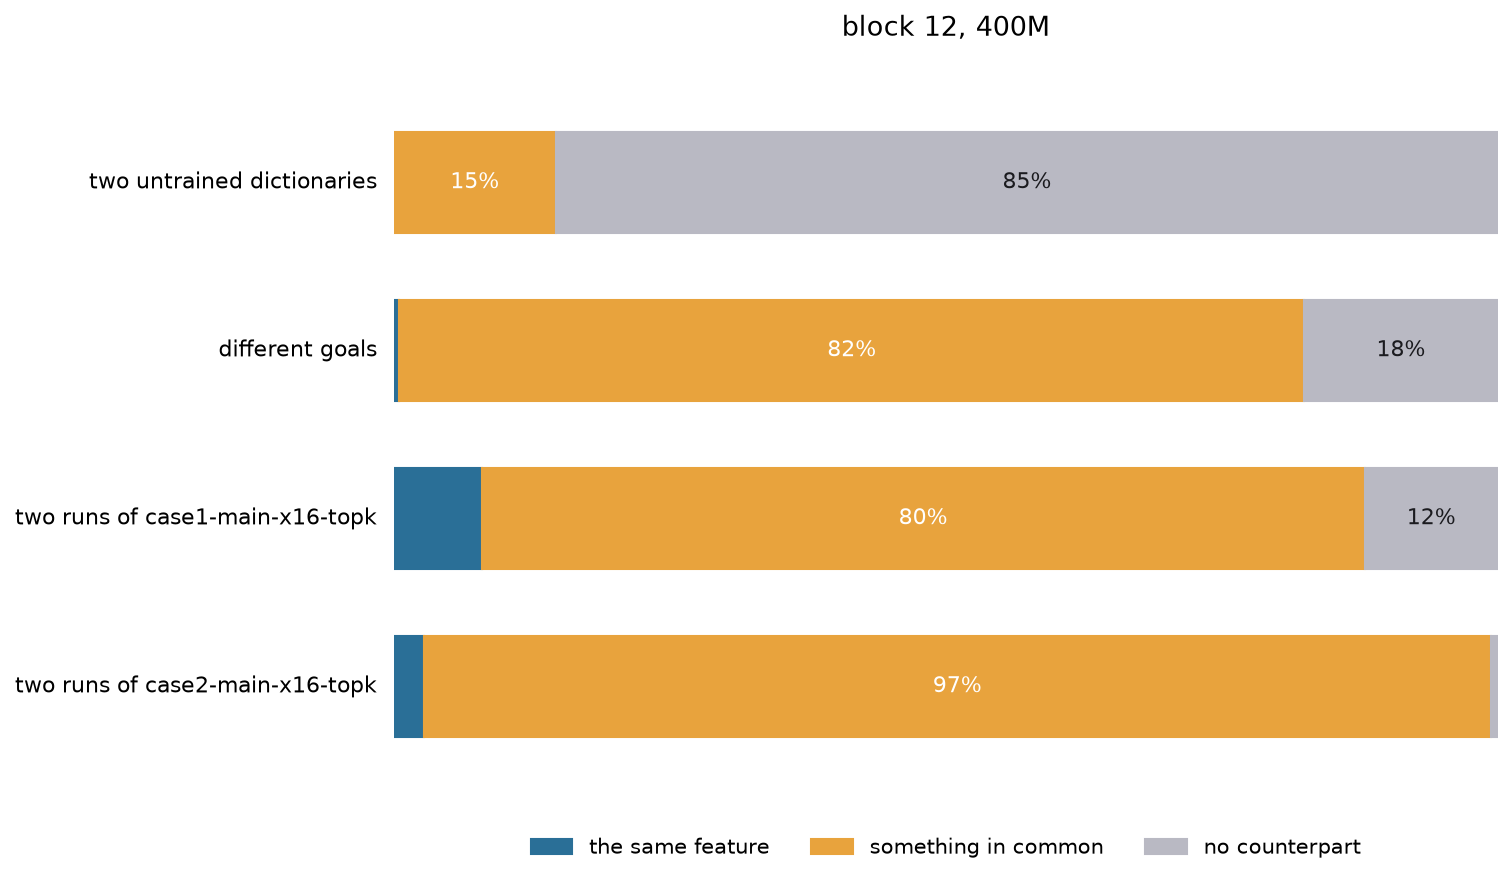 block 12, 400M
two untrained dictionaries
15%
85%
different goals
82%
18%
two runs of case1-main-x16-topk
80%
12%
two runs of case2-main-x16-topk
97%
the same feature
something in common
no counterpart